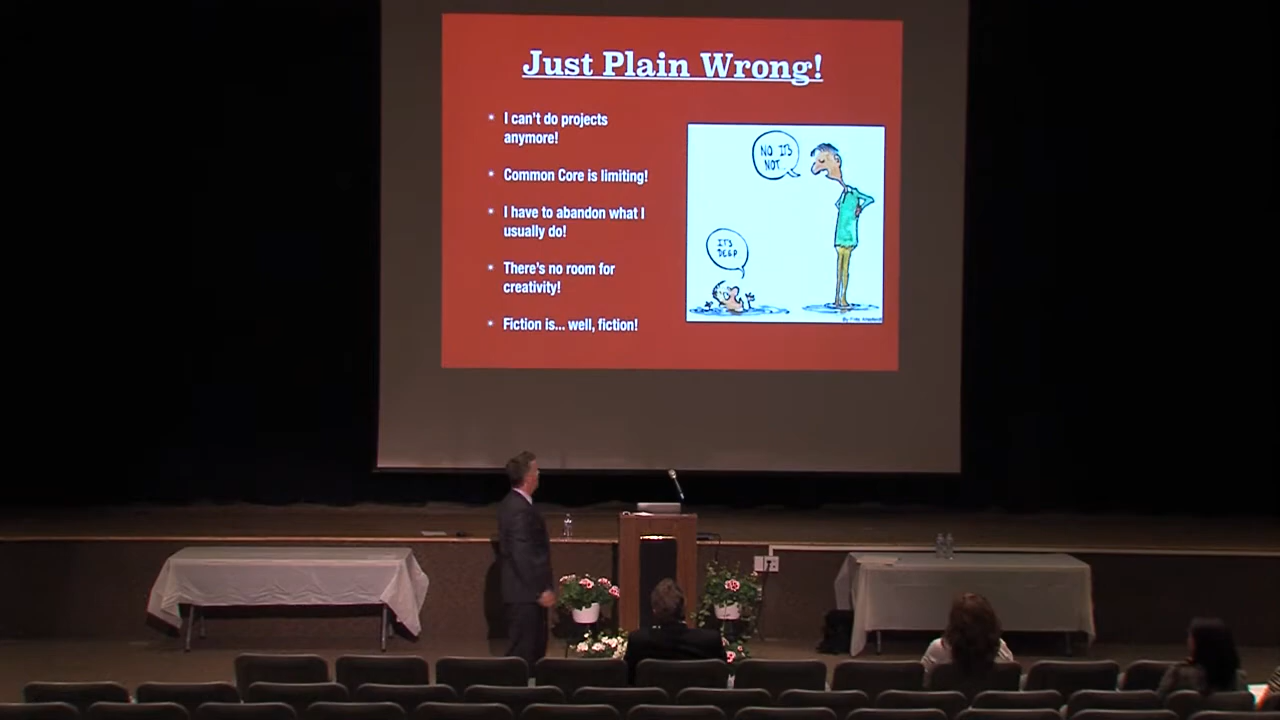 Just Plain Wrong!
• I can't do projects
anymore!
• Common Core is limiting!
• I have to abandon what I
usually do!
• There's no room for
creativity!
• Fiction is... well, fiction!
NO IT'S
NOT
IT'S
DEEP